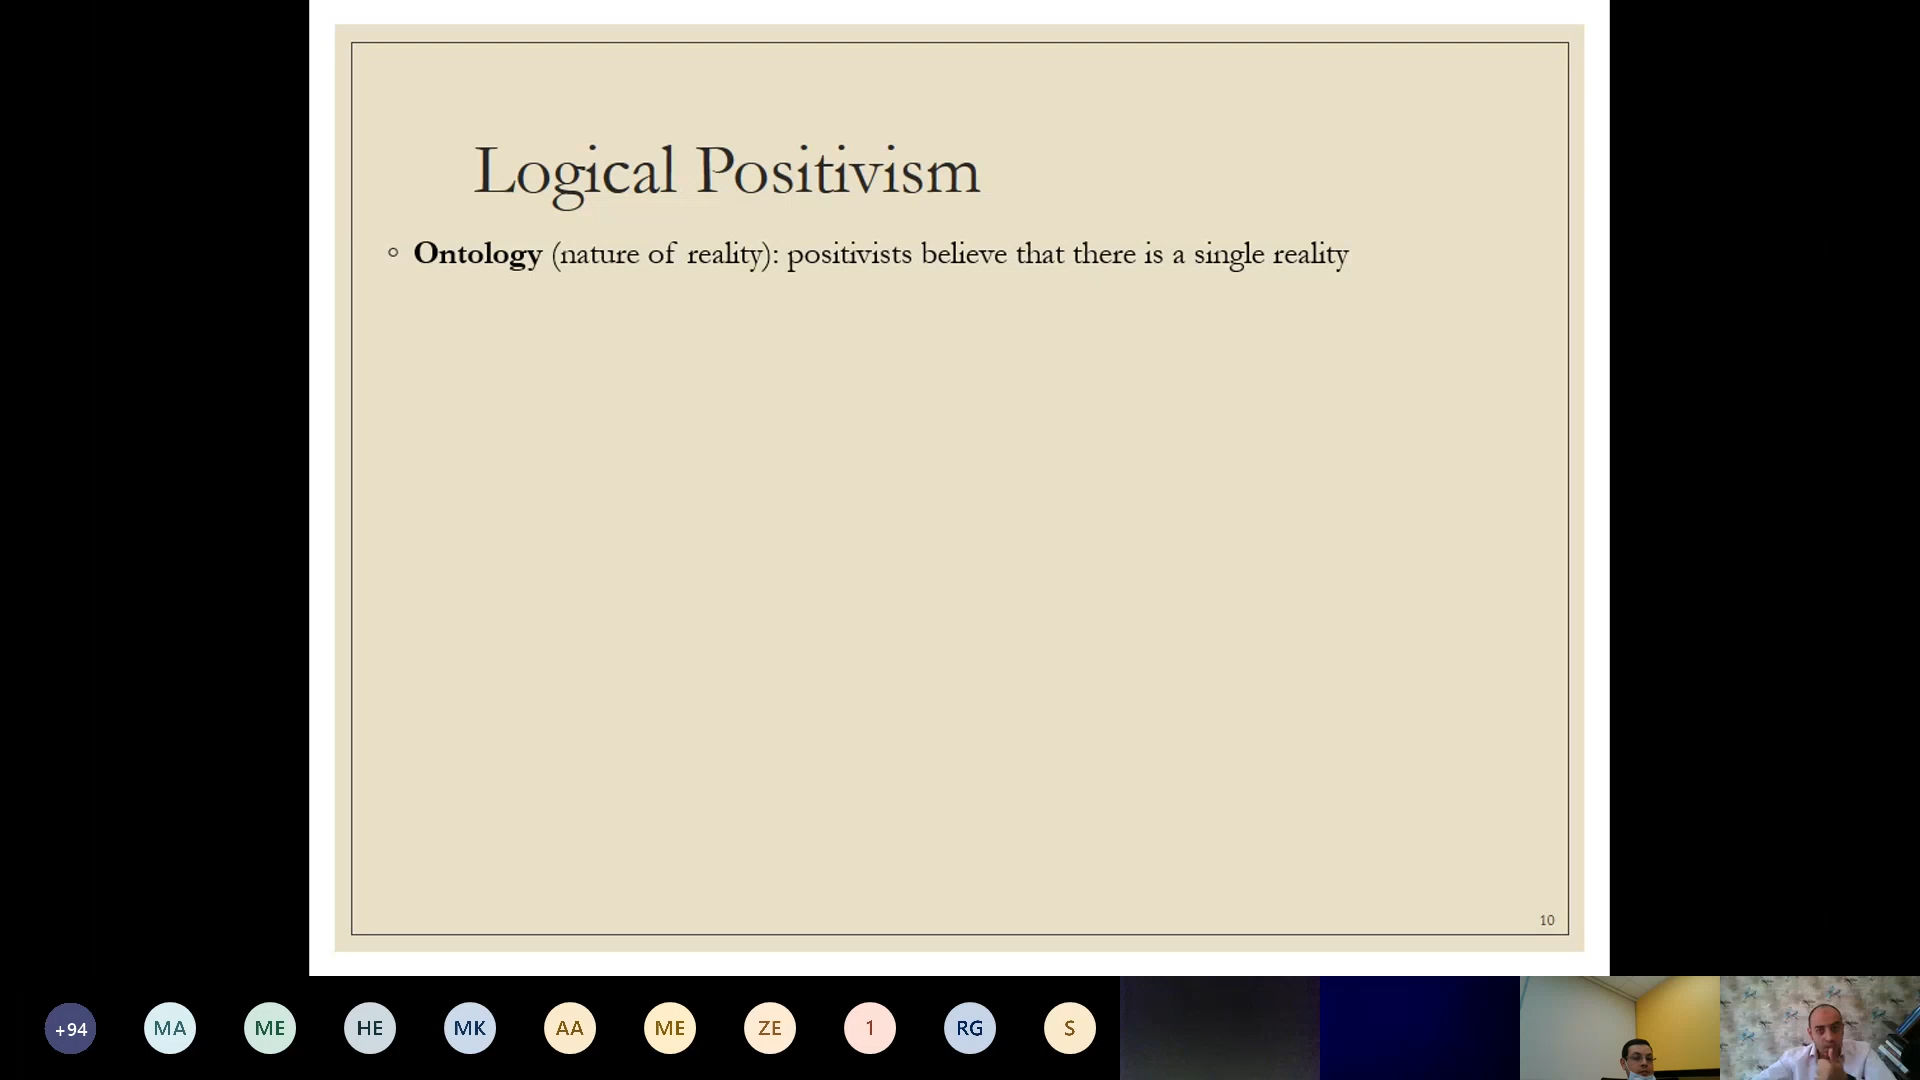 Logical Positivism
◦ Ontology (nature of reality): positivists believe that there is a single reality
10
+94 MA ME HE MK AA ME ZE 1 RG S